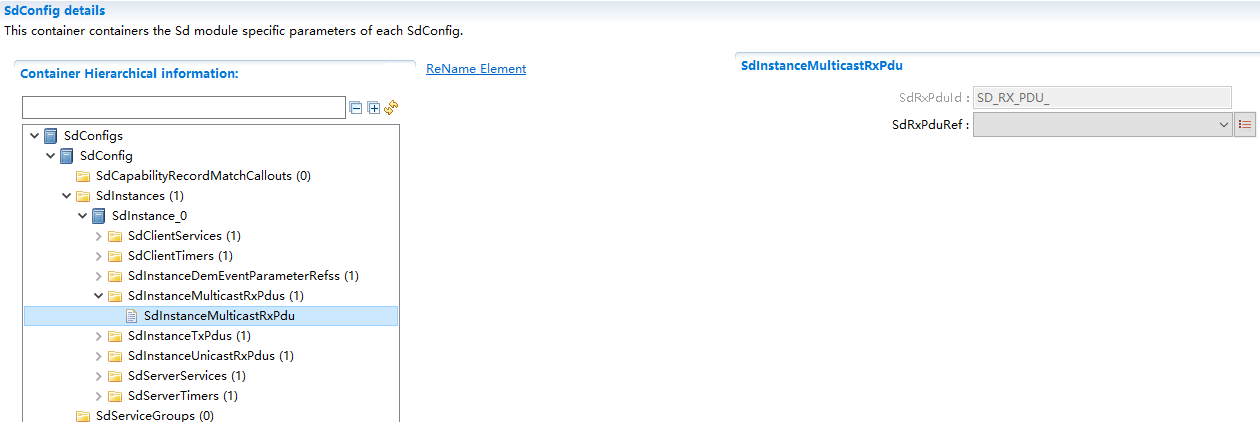 SdConfig details
This container containers the Sd module specific parameters of each SdConfig.
Container Hierarchical information:
ReName Element
SdConfigs
SdConfig
SdCapabilityRecordMatchCallouts (0)
SdInstances (1)
SdInstance_0
SdClientServices (1)
SdClientTimers (1)
SdInstanceDemEventParameterRefss (1)
SdInstanceMulticastRxPdus (1)
SdInstanceMulticastRxPdu
SdInstanceTxPdus (1)
SdInstanceUnicastRxPdus (1)
SdServerServices (1)
SdServerTimers (1)
SdServiceGroups (0)
SdInstanceMulticastRxPdu
SdRxPduId : SD_RX_PDU_
SdRxPduRef :